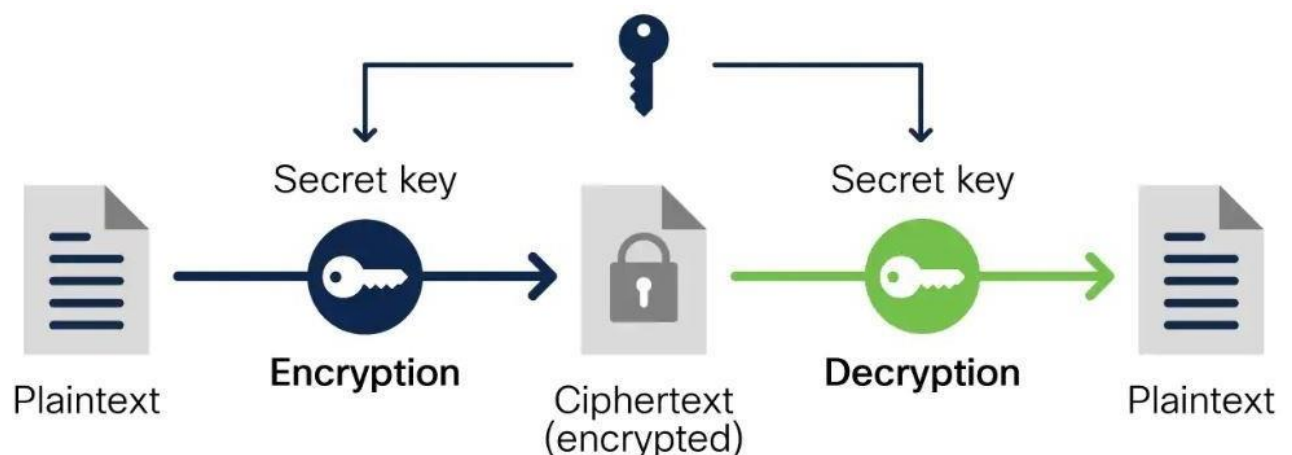 Secret key
Secret key
Encryption
Decryption
Plaintext
Ciphertext
(encrypted)
Plaintext